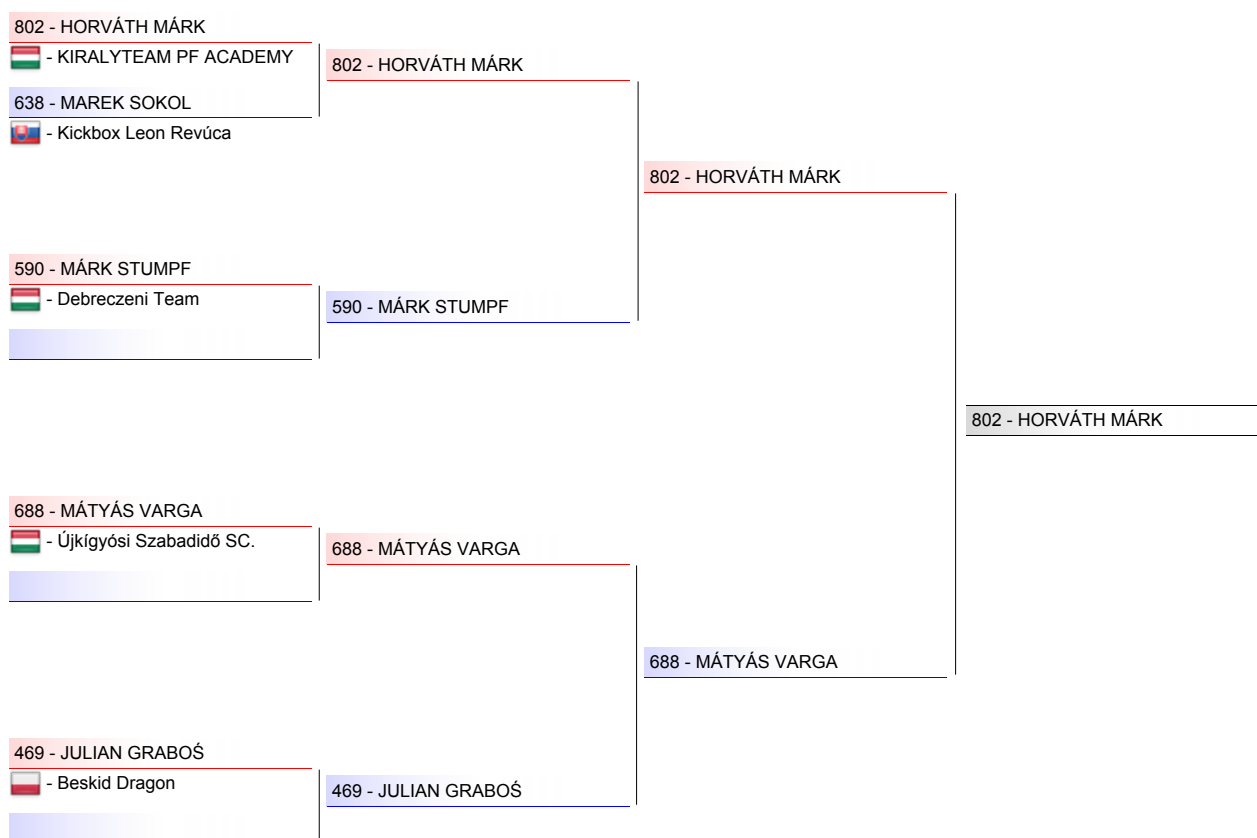 802 - HORVÁTH MÁRK
- KIRALYTEAM PF ACADEMY
638 - MAREK SOKOL
- Kickbox Leon Revúca
590 - MÁRK STUMPF
- Debreczeni Team
688 - MÁTYÁS VARGA
- Újkígyósi Szabadidő SC.
469 - JULIAN GRABOŚ
- Beskid Dragon
802 - HORVÁTH MÁRK
590 - MÁRK STUMPF
688 - MÁTYÁS VARGA
469 - JULIAN GRABOŚ
802 - HORVÁTH MÁRK
688 - MÁTYÁS VARGA
802 - HORVÁTH MÁRK